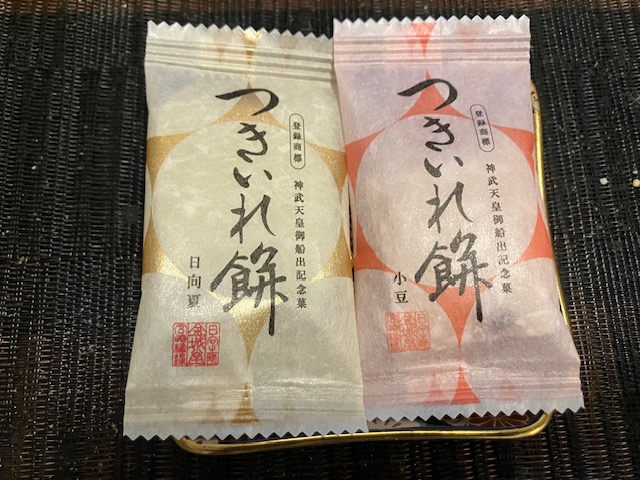 登録商標
神武天皇御船出記念菓
つきいれ餅
日向夏
登録商標
神武天皇御船出記念菓
つきいれ餅
小豆